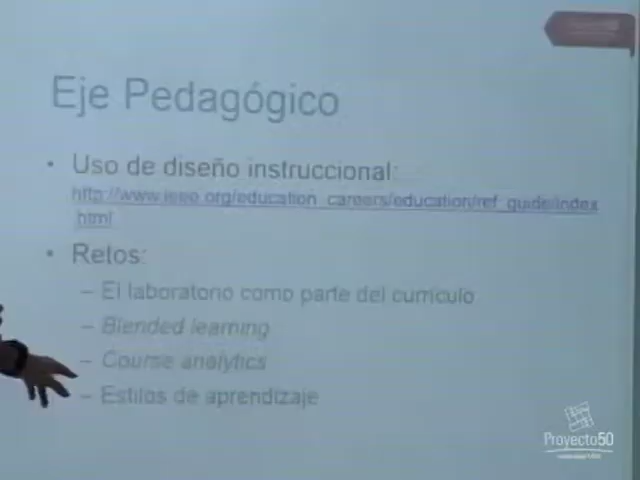 Eje Pedagógico
• Uso de diseño instruccional:
http://www.ieee.org/education_careers/education/ref_guide/index
.html
• Retos:
– El laboratorio como parte del currículo
– Blended learning
– Course analytics
– Estilos de aprendizaje
Proyecto50